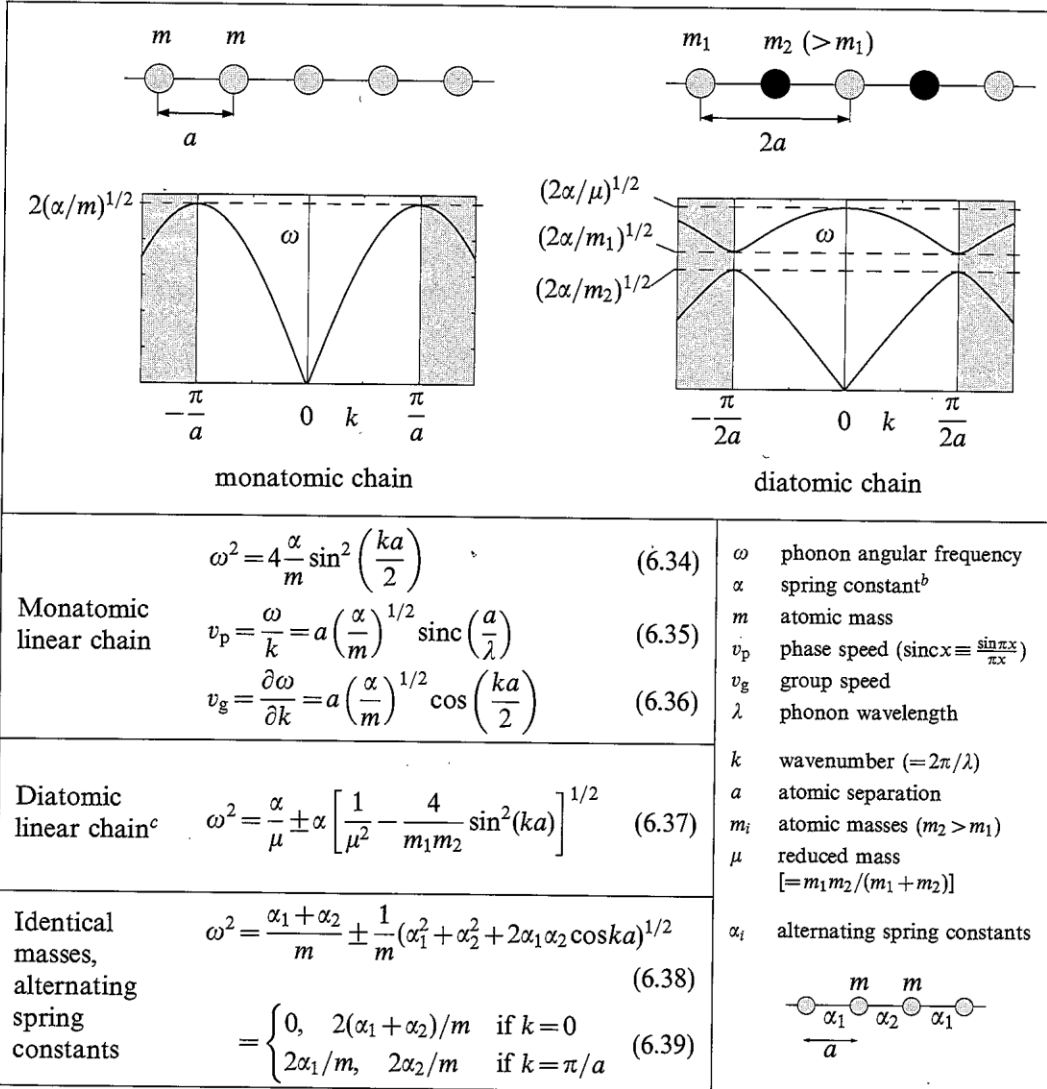 m m
m₁ m₂ (>m₁)
a
2a
2(α/m)^{1/2}
ω
−π/a 0 k π/a
monatomic chain
(2α/μ)^{1/2}
(2α/m₁)^{1/2}
(2α/m₂)^{1/2}
ω
−π/2a 0 k π/2a
diatomic chain
Monatomic
linear chain
ω² = 4 α/m sin² (ka/2) (6.34)
v_p = ω/k = a (α/m)^{1/2} sinc (a/λ) (6.35)
v_g = ∂ω/∂k = a (α/m)^{1/2} cos (ka/2) (6.36)
Diatomic
linear chain^c
ω² = α/μ ± α [1/μ² − 4/(m₁m₂) sin²(ka)]^{1/2} (6.37)
Identical
masses,
alternating
spring
constants
ω² = (α₁+α₂)/m ± 1/m (α₁² + α₂² + 2α₁α₂ cos ka)^{1/2}
(6.38)
= { 0, 2(α₁+α₂)/m if k=0
2α₁/m, 2α₂/m if k=π/a (6.39)
ω phonon angular frequency
α spring constant^b
m atomic mass
v_p phase speed (sinc x ≡ sin πx/πx)
v_g group speed
λ phonon wavelength
k wavenumber (=2π/λ)
a atomic separation
m_i atomic masses (m₂>m₁)
μ reduced mass
[=m₁m₂/(m₁+m₂)]
α_i alternating spring constants
m m
α₁ α₂ α₁
a